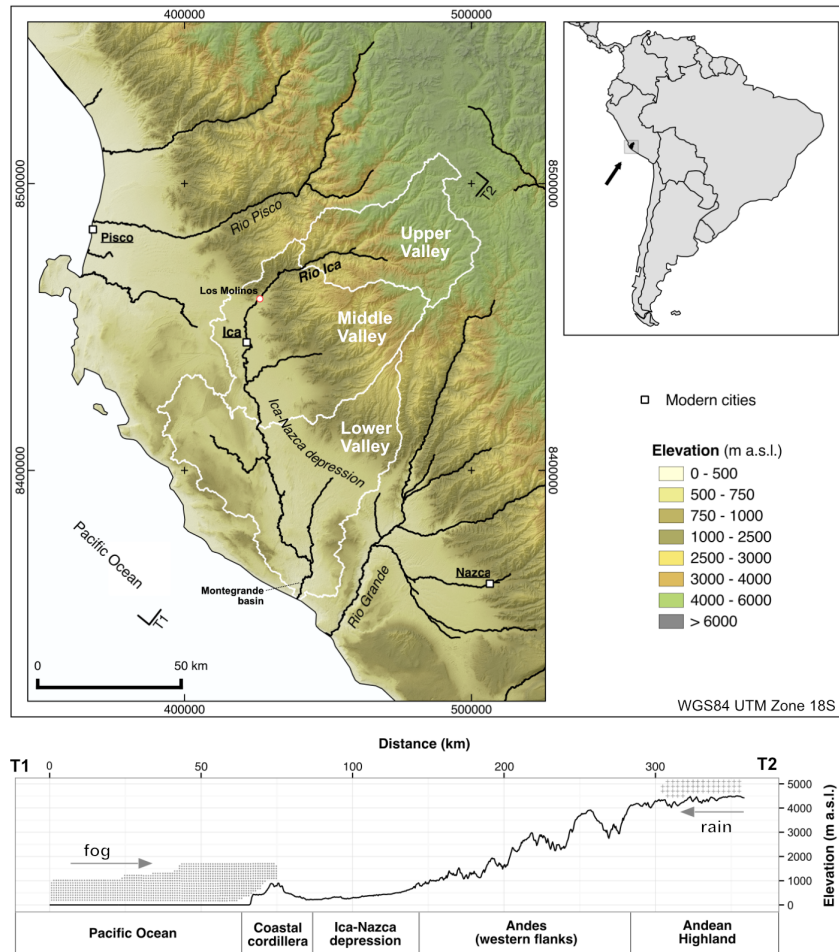 400000
500000
8500000
8500000
T2
Rio Pisco
Pisco
Upper
Valley
Rio Ica
Los Molinos
Ica
Middle
Valley
Ica-Nazca depression
Lower
Valley
8400000
8400000
Pacific Ocean
Nazca
Montegrande
basin
Rio Grande
T1
0
50 km
400000
500000
Modern cities
Elevation (m a.s.l.)
0 - 500
500 - 750
750 - 1000
1000 - 2500
2500 - 3000
3000 - 4000
4000 - 6000
> 6000
WGS84 UTM Zone 18S
Distance (km)
T1
0
50
100
200
300
T2
fog
rain
5000
4000
3000
2000
1000
0
Elevation (m a.s.l.)
Pacific Ocean
Coastal
cordillera
Ica-Nazca
depression
Andes
(western flanks)
Andean
Highland